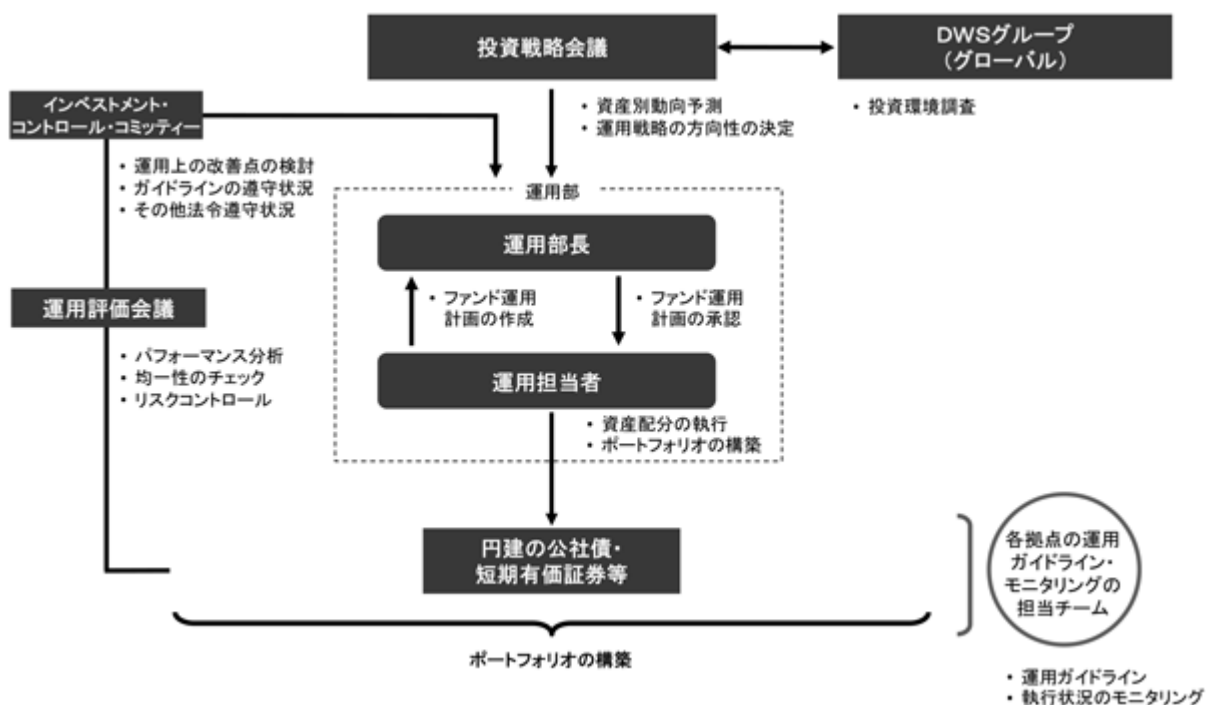 投資戦略会議
DWSグループ
（グローバル）
・資産別動向予測
・運用戦略の方向性の決定
・投資環境調査
インベストメント・
コントロール・コミッティー
・運用上の改善点の検討
・ガイドラインの遵守状況
・その他法令遵守状況
運用部
運用部長
・ファンド運用
計画の作成
・ファンド運用
計画の承認
運用評価会議
・パフォーマンス分析
・均一性のチェック
・リスクコントロール
運用担当者
・資産配分の執行
・ポートフォリオの構築
円建の公社債・
短期有価証券等
各拠点の運用
ガイドライン・
モニタリングの
担当チーム
ポートフォリオの構築
・運用ガイドライン
・執行状況のモニタリング